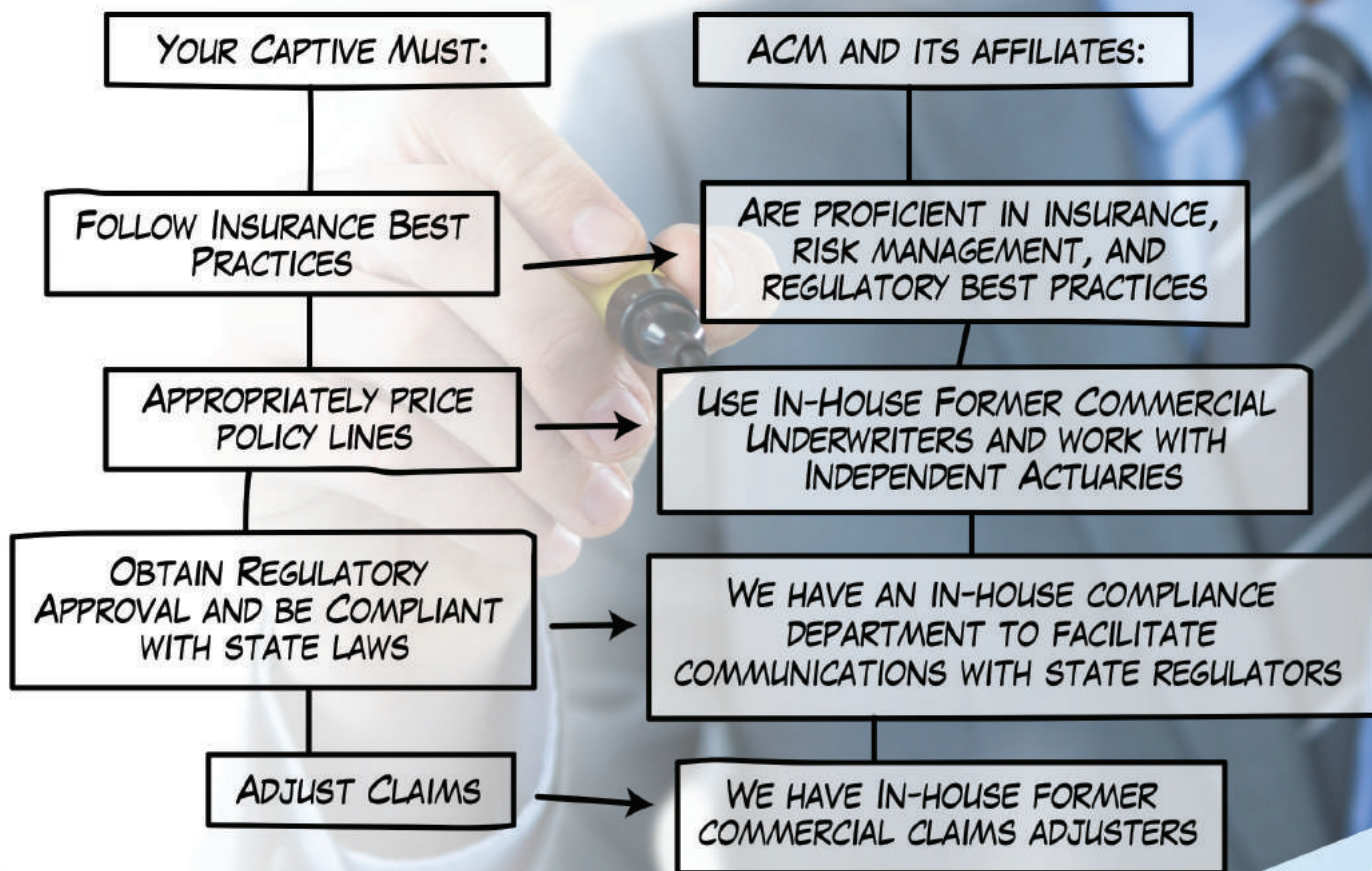 YOUR CAPTIVE MUST:
ACM AND ITS AFFILIATES:
FOLLOW INSURANCE BEST
PRACTICES
ARE PROFICIENT IN INSURANCE,
RISK MANAGEMENT, AND
REGULATORY BEST PRACTICES
APPROPRIATELY PRICE
POLICY LINES
USE IN-HOUSE FORMER COMMERCIAL
UNDERWRITERS AND WORK WITH
INDEPENDENT ACTUARIES
OBTAIN REGULATORY
APPROVAL AND BE COMPLIANT
WITH STATE LAWS
WE HAVE AN IN-HOUSE COMPLIANCE
DEPARTMENT TO FACILITATE
COMMUNICATIONS WITH STATE REGULATORS
ADJUST CLAIMS
WE HAVE IN-HOUSE FORMER
COMMERCIAL CLAIMS ADJUSTERS